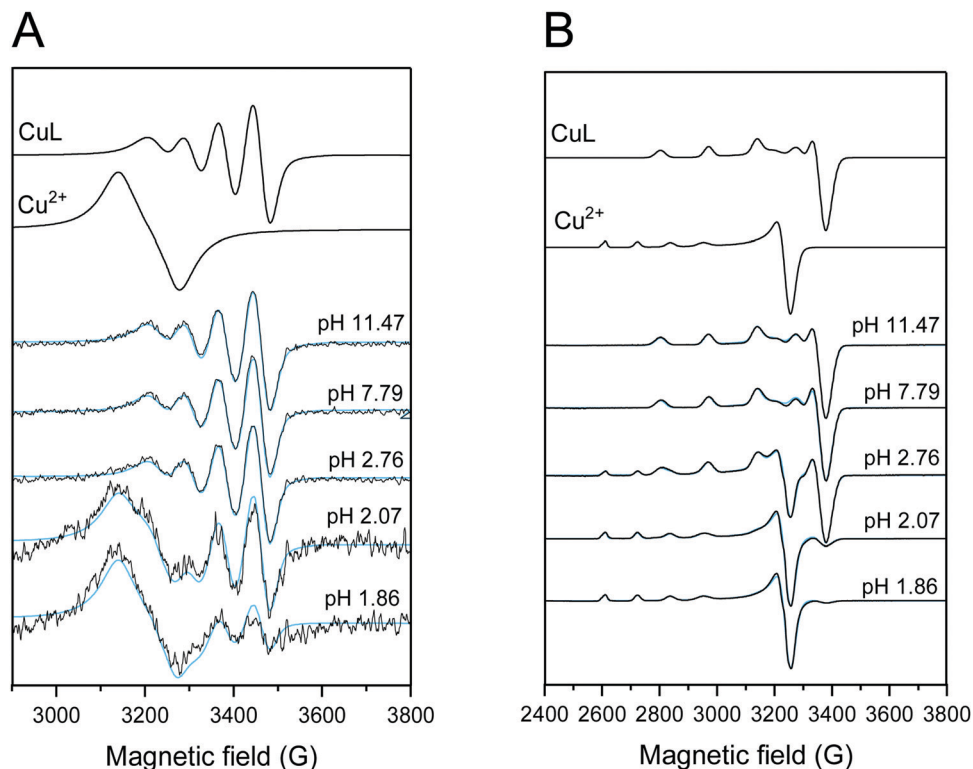 A
CuL
Cu²⁺
pH 11.47
pH 7.79
pH 2.76
pH 2.07
pH 1.86
3000 3200 3400 3600 3800
Magnetic field (G)
B
CuL
Cu²⁺
pH 11.47
pH 7.79
pH 2.76
pH 2.07
pH 1.86
2400 2600 2800 3000 3200 3400 3600 3800
Magnetic field (G)